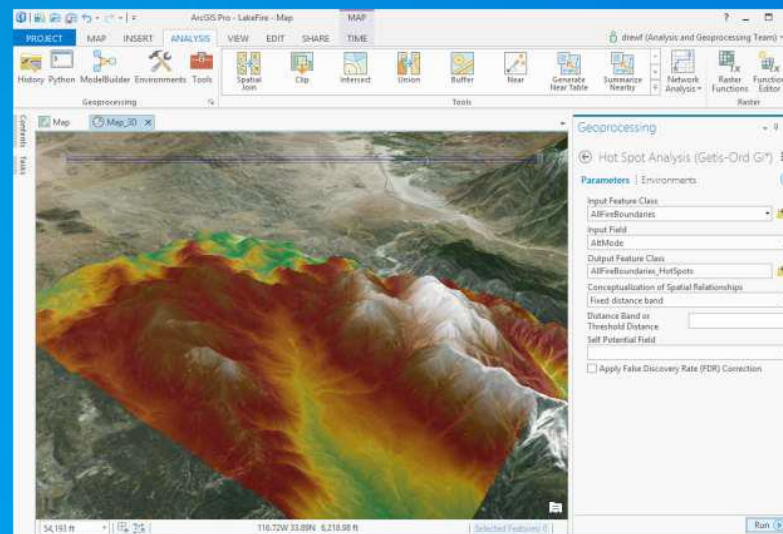 ArcGIS Pro - LakeFire - Map
MAP
PROJECT MAP INSERT ANALYSIS VIEW EDIT SHARE TIME
drewf (Analysis and Geoprocessing Team)
History Python ModelBuilder Environments Tools
Spatial Join
Clip
Intersect
Union
Buffer
Near
Generate Near Table
Summarize Nearby
Network Analysis
Raster Functions
Function Editor
Geoprocessing
Tools
Raster
Contents
Tasks
Map
Map_3D
Geoprocessing
Hot Spot Analysis (Getis-Ord Gi*)
Parameters | Environments
Input Feature Class
AllFireBoundaries
Input Field
AltMode
Output Feature Class
AllFireBoundaries_HotSpots
Conceptualization of Spatial Relationships
Fixed distance band
Distance Band or
Threshold Distance
Self Potential Field
Apply False Discovery Rate (FDR) Correction
54,193 ft
116.72W 33.89N 6,218.98 ft
Selected Features: 0
Run